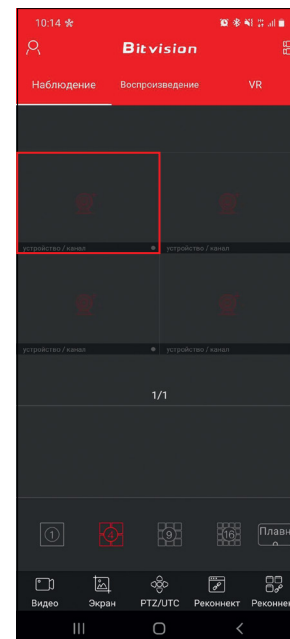 10:14
Bitvision
Наблюдение Воспроизведение VR
устройство / канал устройство / канал
устройство / канал устройство / канал
1/1
1 4 9 16 Плавн
о
Видео Экран PTZ/UTC Реконнект Реконне